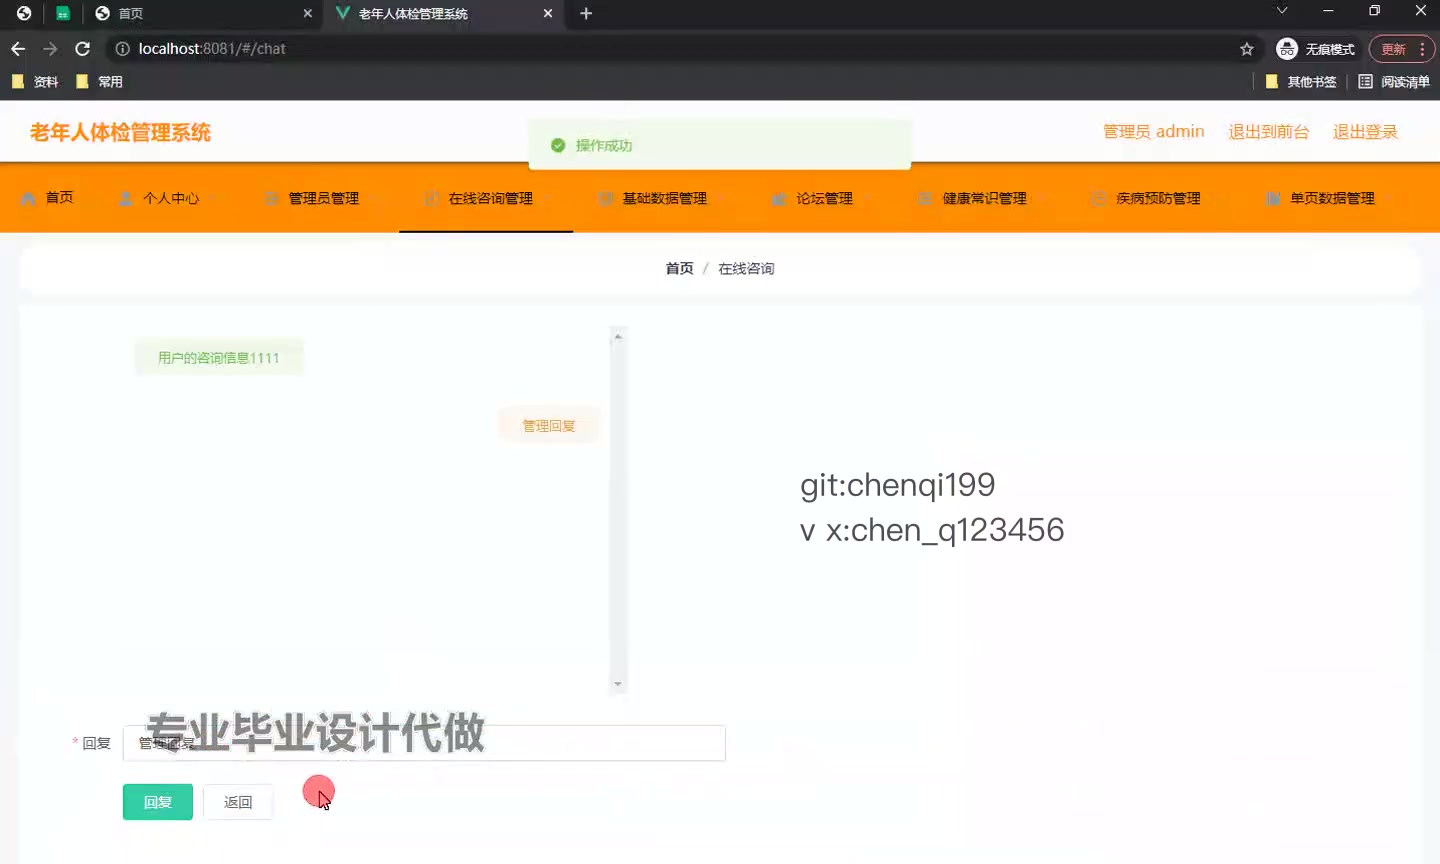 首页
老年人体检管理系统
localhost:8081/#/chat
无痕模式
更新
资料
常用
其他书签
阅读清单
老年人体检管理系统
操作成功
管理员 admin
退出到前台
退出登录
首页
个人中心
管理员管理
在线咨询管理
基础数据管理
论坛管理
健康常识管理
疾病预防管理
单页数据管理
首页 / 在线咨询
用户的咨询信息1111
管理回复
git:chenqi199
v x:chen_q123456
专业毕业设计代做
* 回复
管理回复
回复
返回